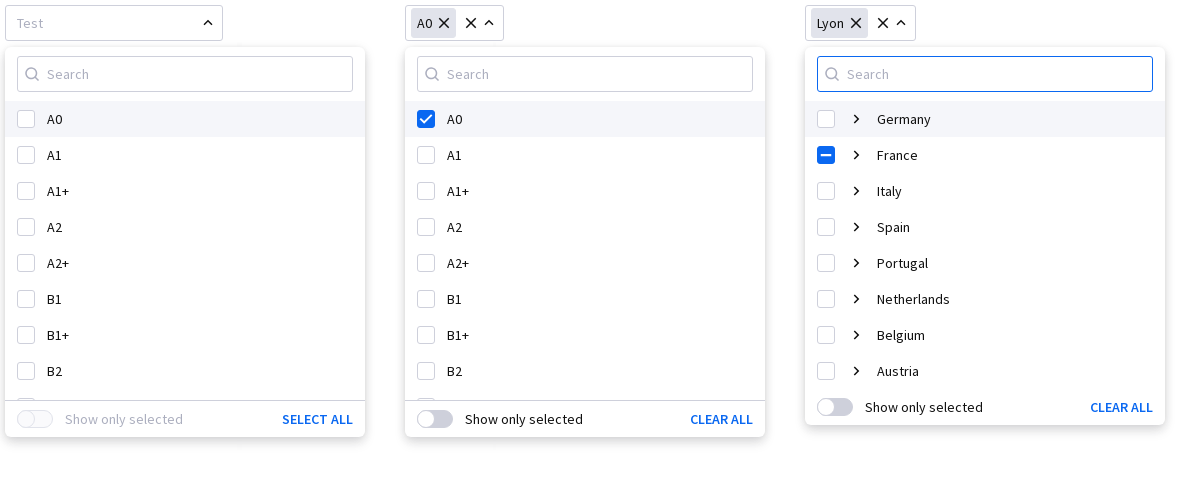 Test
Search
A0
A1
A1+
A2
A2+
B1
B1+
B2
Show only selected
SELECT ALL
A0
Search
A0
A1
A1+
A2
A2+
B1
B1+
B2
Show only selected
CLEAR ALL
Lyon
Search
Germany
France
Italy
Spain
Portugal
Netherlands
Belgium
Austria
Show only selected
CLEAR ALL